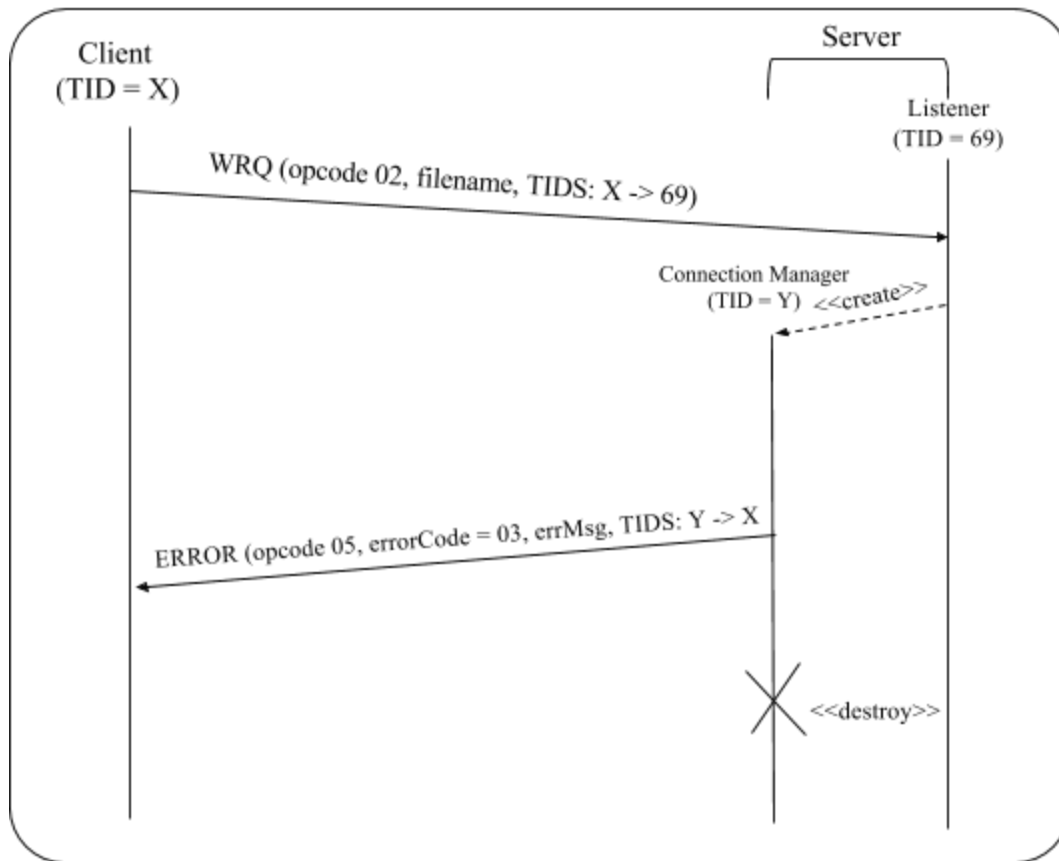 Client
(TID = X)
Server
Listener
(TID = 69)
WRQ (opcode 02, filename, TIDS: X -> 69)
Connection Manager
(TID = Y)
<<create>>
ERROR (opcode 05, errorCode = 03, errMsg, TIDS: Y -> X
<<destroy>>